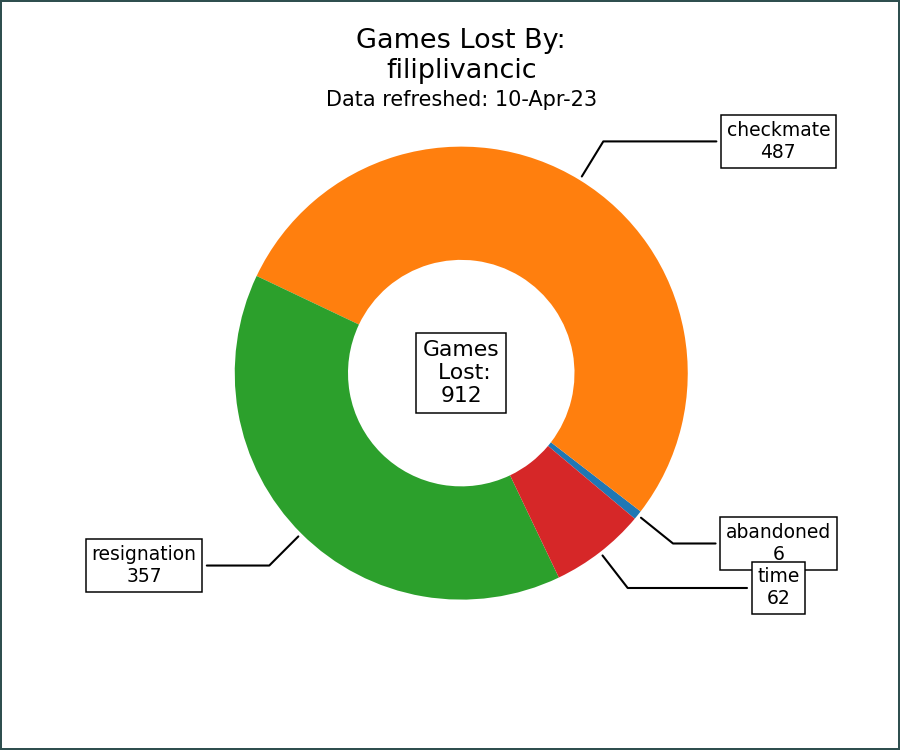 Games Lost By:
filiplivancic
Data refreshed: 10-Apr-23
checkmate
487
Games
Lost:
912
abandoned
6
resignation
357
time
62